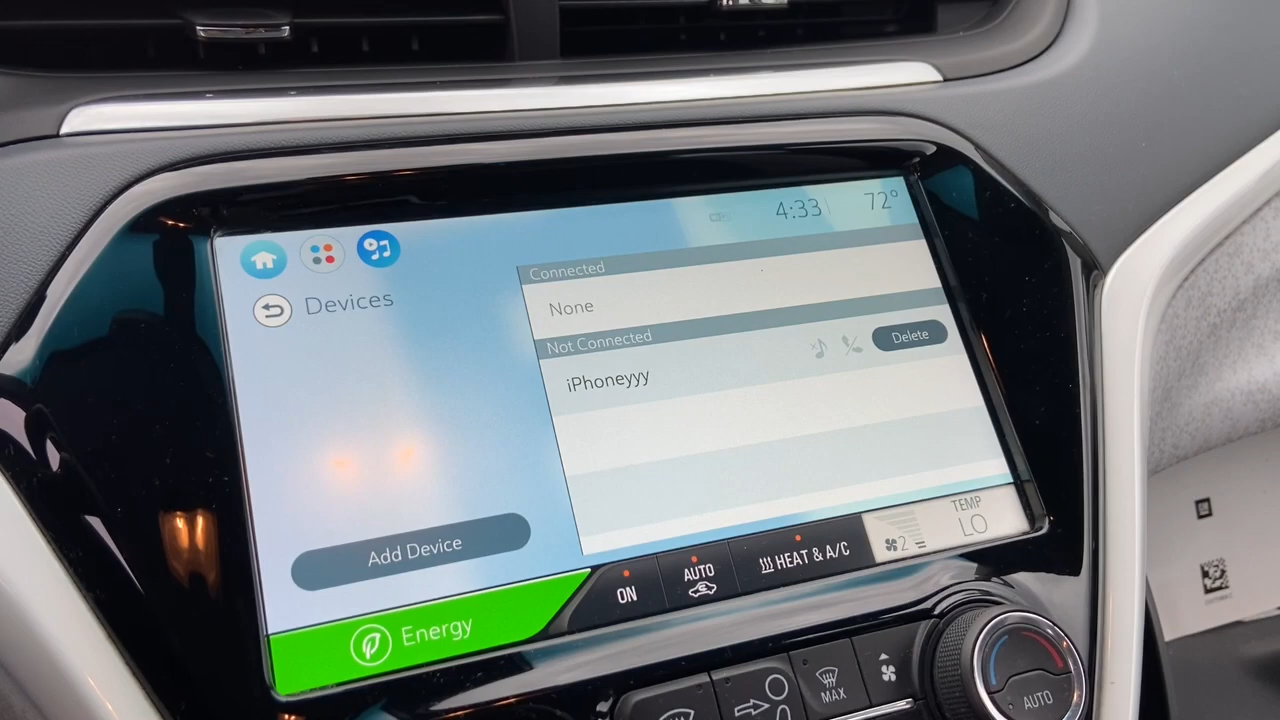 4:33
72°
Devices
Connected
None
Not Connected
Delete
iPhoneyyy
Add Device
Energy
ON
AUTO
HEAT & A/C
2
TEMP
LO
MAX
AUTO